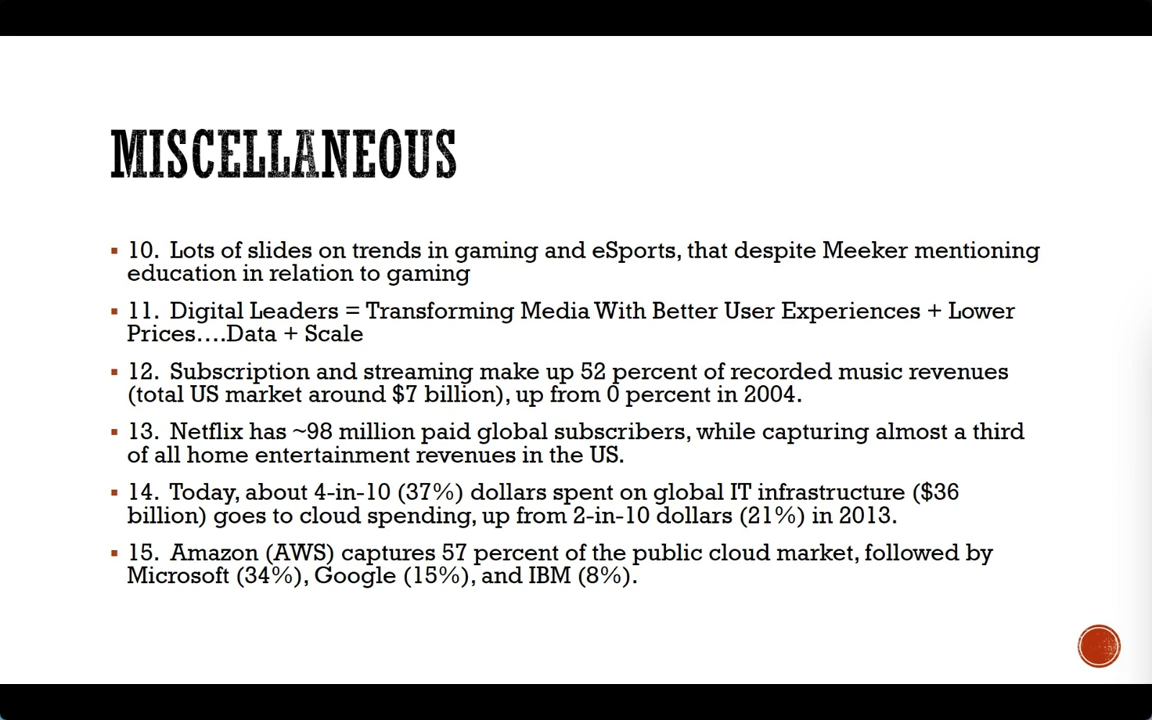 MISCELLANEOUS
▪ 10. Lots of slides on trends in gaming and eSports, that despite Meeker mentioning
education in relation to gaming
▪ 11. Digital Leaders = Transforming Media With Better User Experiences + Lower
Prices….Data + Scale
▪ 12. Subscription and streaming make up 52 percent of recorded music revenues
(total US market around $7 billion), up from 0 percent in 2004.
▪ 13. Netflix has ~98 million paid global subscribers, while capturing almost a third
of all home entertainment revenues in the US.
▪ 14. Today, about 4-in-10 (37%) dollars spent on global IT infrastructure ($36
billion) goes to cloud spending, up from 2-in-10 dollars (21%) in 2013.
▪ 15. Amazon (AWS) captures 57 percent of the public cloud market, followed by
Microsoft (34%), Google (15%), and IBM (8%).